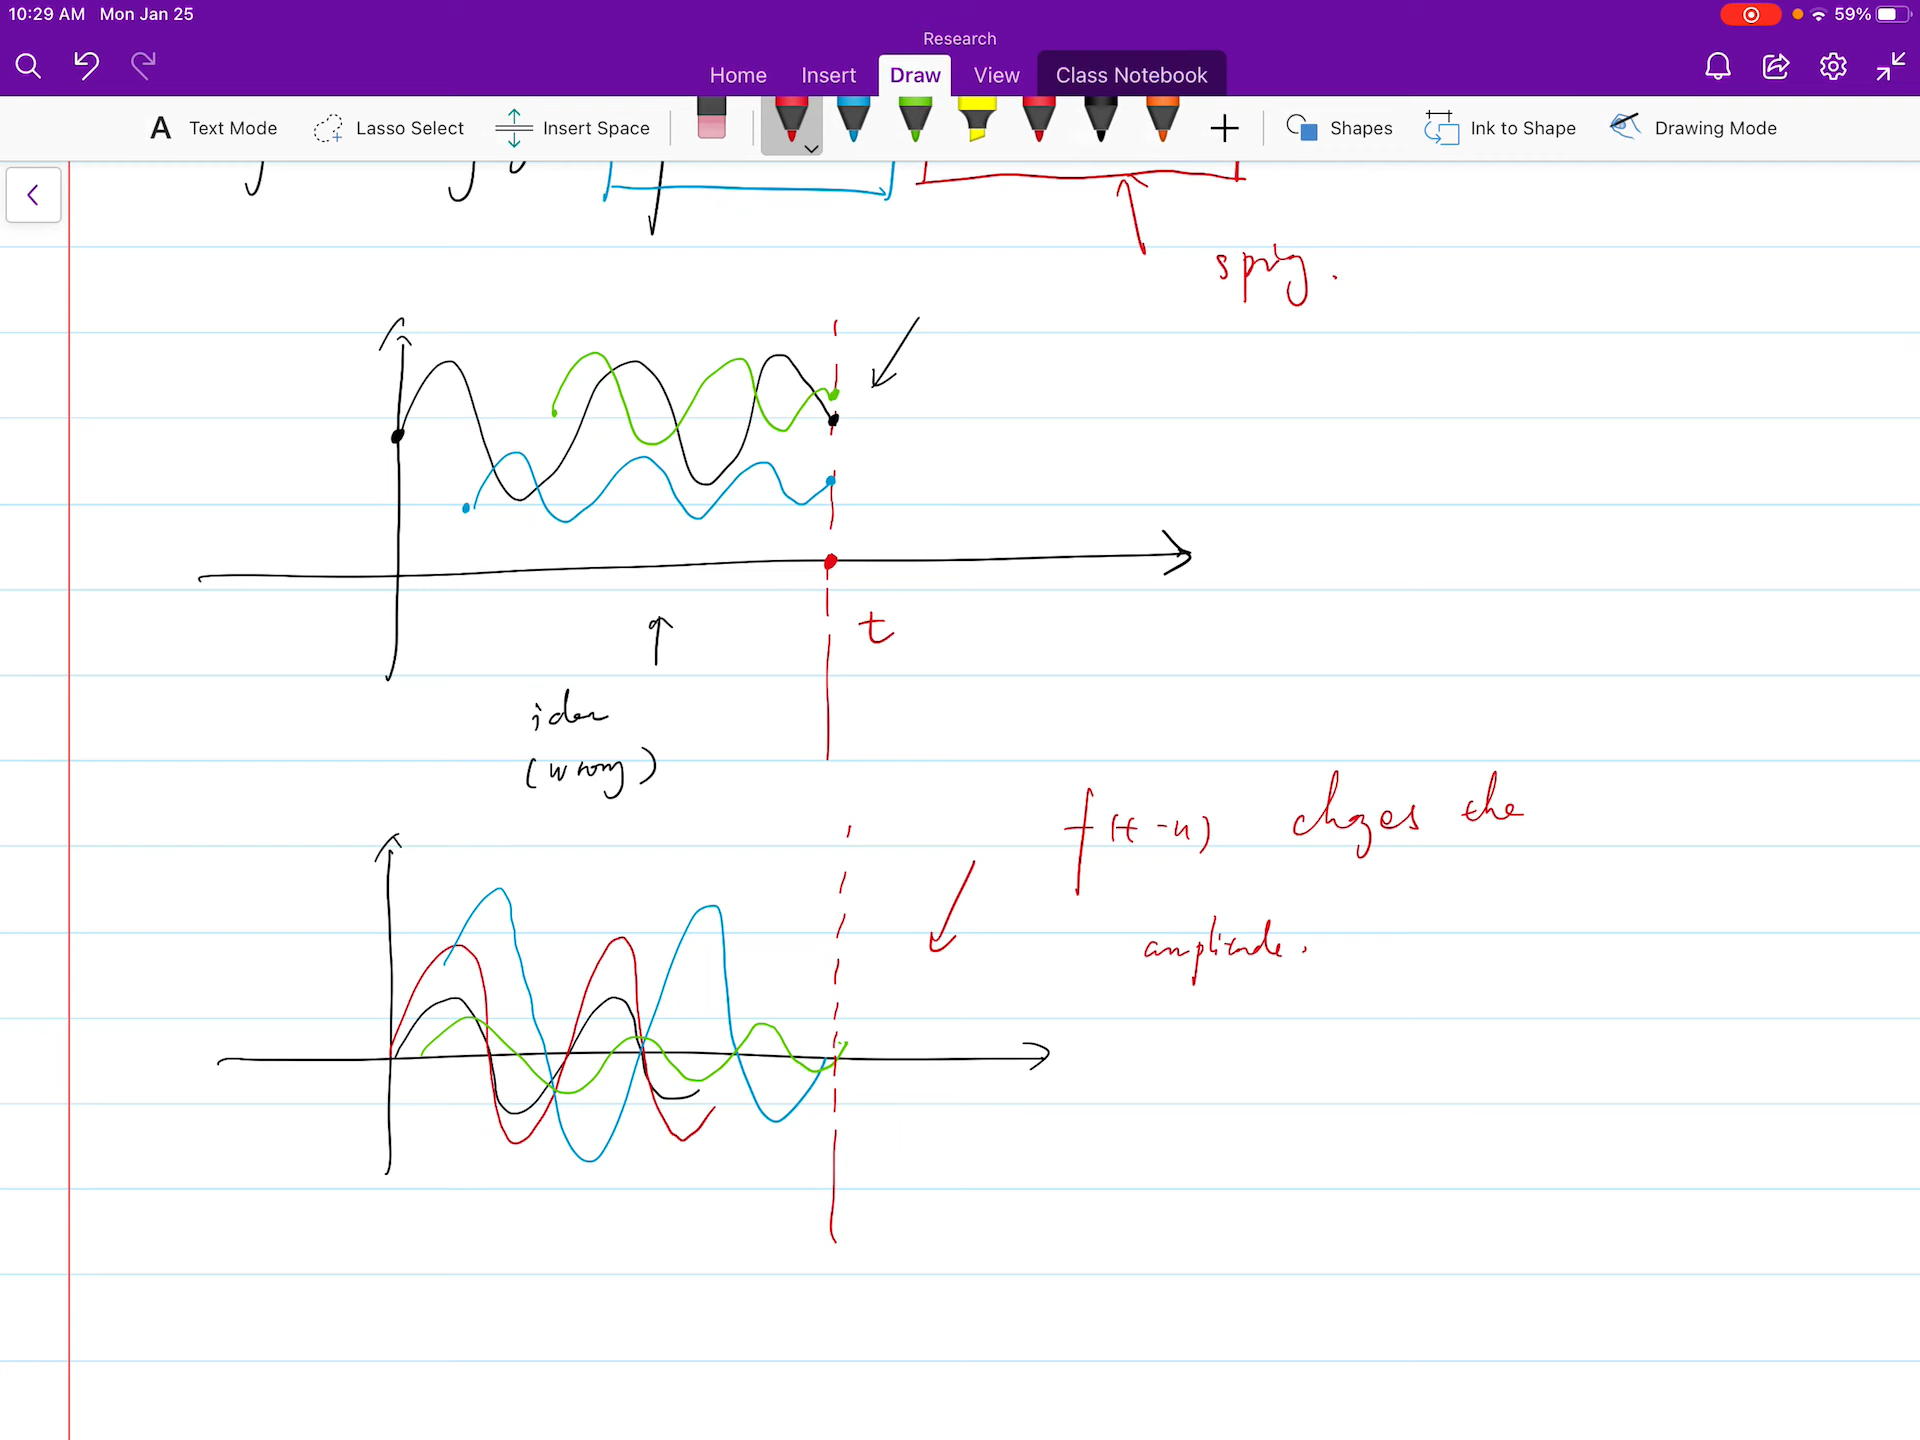 10:29 AM Mon Jan 25
59%
Research
Home Insert Draw View Class Notebook
Text Mode Lasso Select Insert Space Shapes Ink to Shape Drawing Mode
spring.
t
idea
(wrong)
f(t-u) changes the
amplitude.